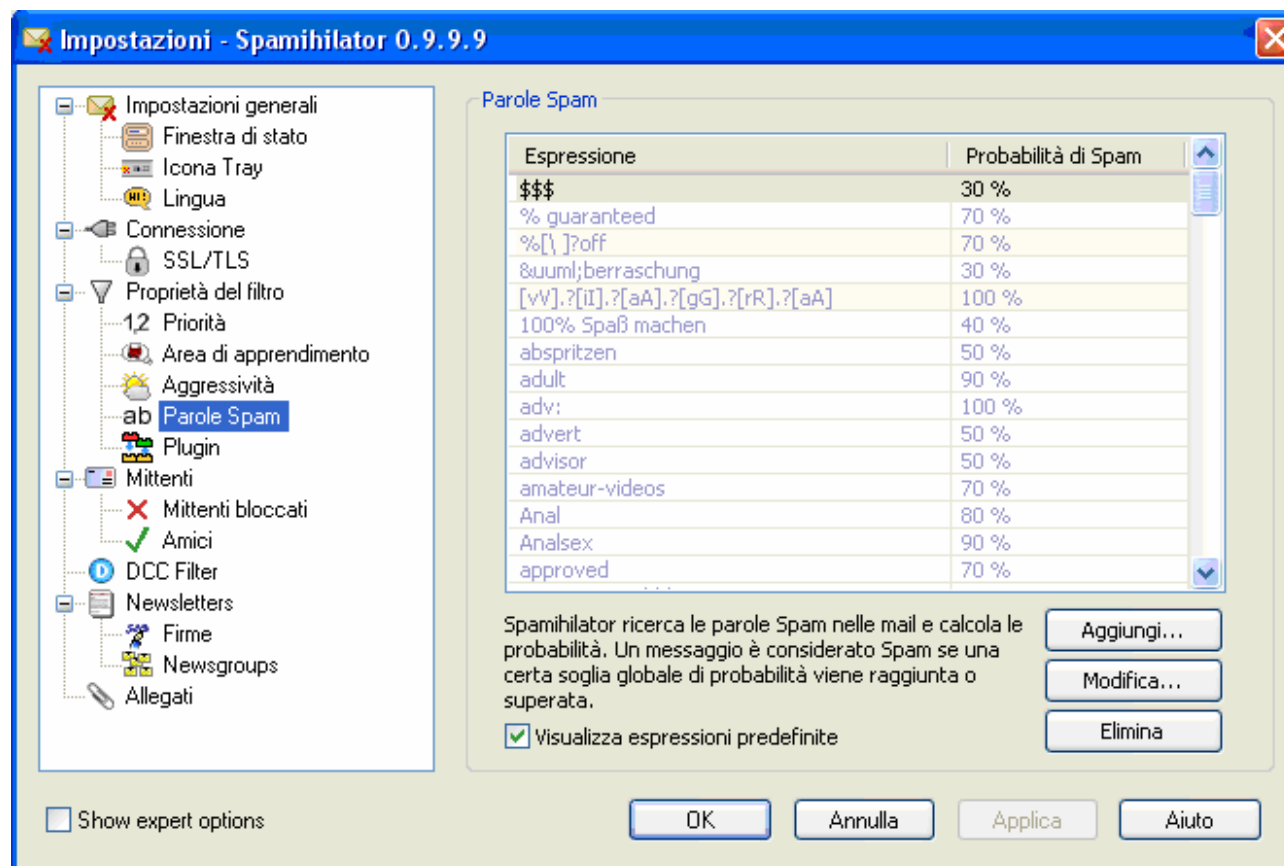 Impostazioni - Spamihilator 0.9.9.9
Impostazioni generali
Finestra di stato
Icona Tray
HI!
Lingua
Connessione
SSL/TLS
Proprietà del filtro
1,2 Priorità
Area di apprendimento
Aggressività
ab Parole Spam
Plugin
Mittenti
Mittenti bloccati
Amici
D DCC Filter
Newsletters
Firme
Newsgroups
Allegati
Show expert options
Parole Spam
Espressione Probabilità di Spam
$$$ 30 %
% guaranteed 70 %
%[\ ]?off 70 %
&uuml;berraschung 30 %
[vV].?[iI].?[aA].?[gG].?[rR].?[aA] 100 %
100% Spaß machen 40 %
abspritzen 50 %
adult 90 %
adv: 100 %
advert 50 %
advisor 50 %
amateur-videos 70 %
Anal 80 %
Analsex 90 %
approved 70 %
Spamihilator ricerca le parole Spam nelle mail e calcola le
probabilità. Un messaggio è considerato Spam se una
certa soglia globale di probabilità viene raggiunta o
superata.
Visualizza espressioni predefinite
Aggiungi...
Modifica...
Elimina
OK
Annulla
Applica
Aiuto